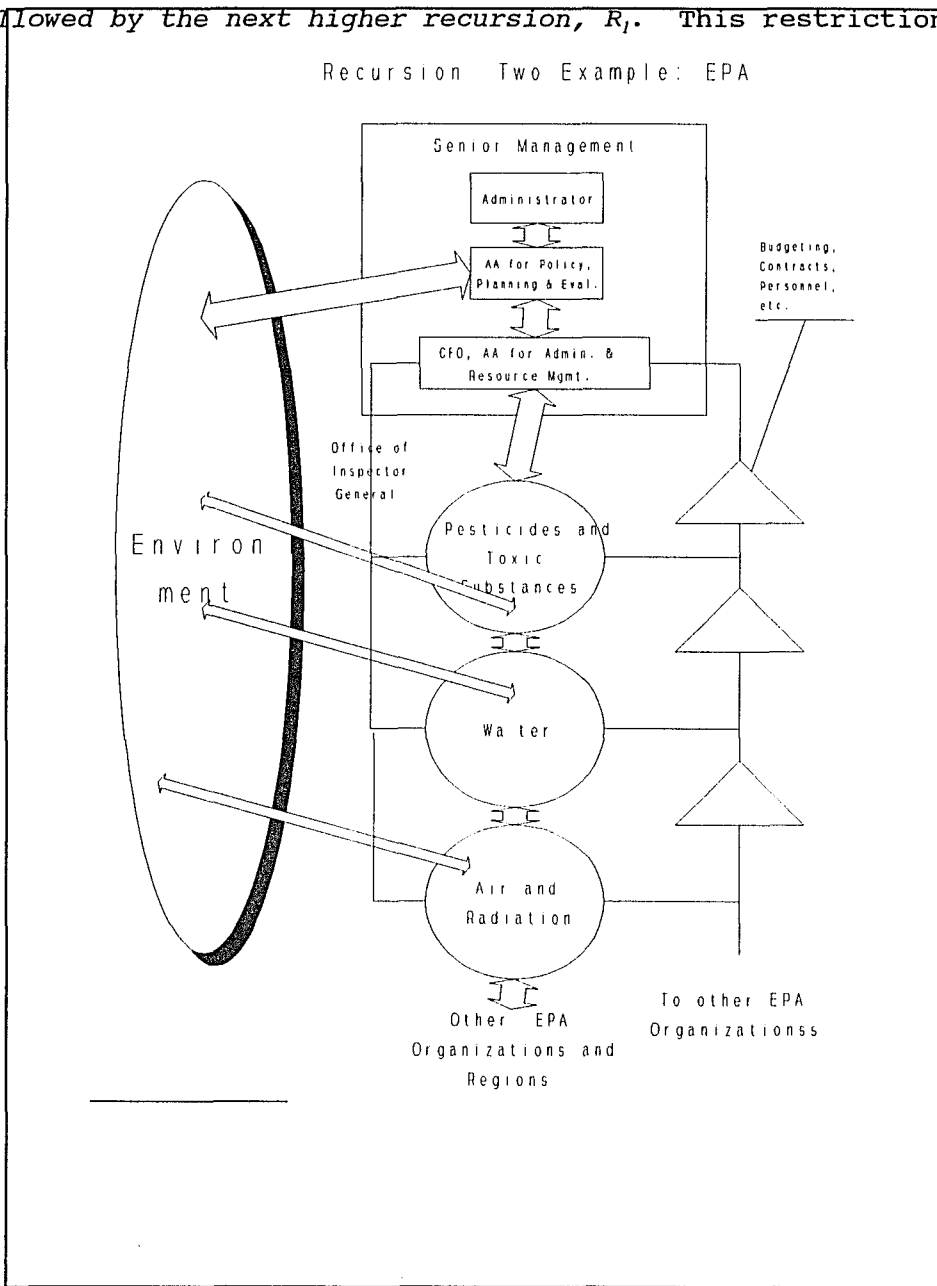 llowed by the next higher recursion, R₁. This restriction
Recursion Two Example: EPA
Senior Management
Administrator
AA for Policy,
Planning & Eval.
CFO, AA for Admin. &
Resource Mgmt.
Budgeting,
Contracts,
Personnel,
etc.
Office of
Inspector
General
Environ
ment
Pesticides and
Toxic
Substances
Water
Air and
Radiation
Other EPA
Organizations and
Regions
To other EPA
Organizationss